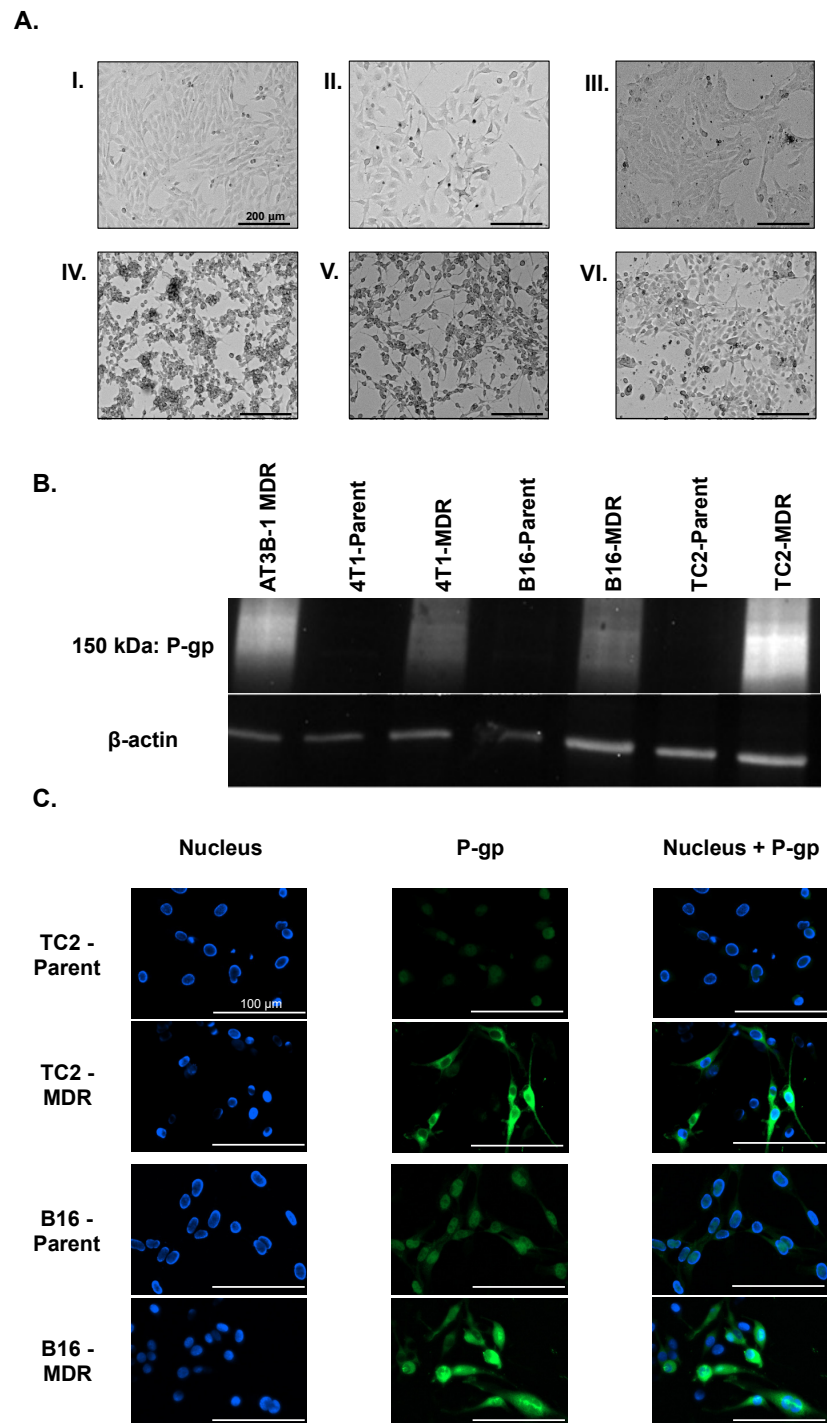 A.
I.
II.
III.
200 μm
IV.
V.
VI.
B.
AT3B-1 MDR
4T1-Parent
4T1-MDR
B16-Parent
B16-MDR
TC2-Parent
TC2-MDR
150 kDa: P-gp
β-actin
C.
Nucleus
P-gp
Nucleus + P-gp
TC2 -
Parent
100 μm
TC2 -
MDR
B16 -
Parent
B16 -
MDR